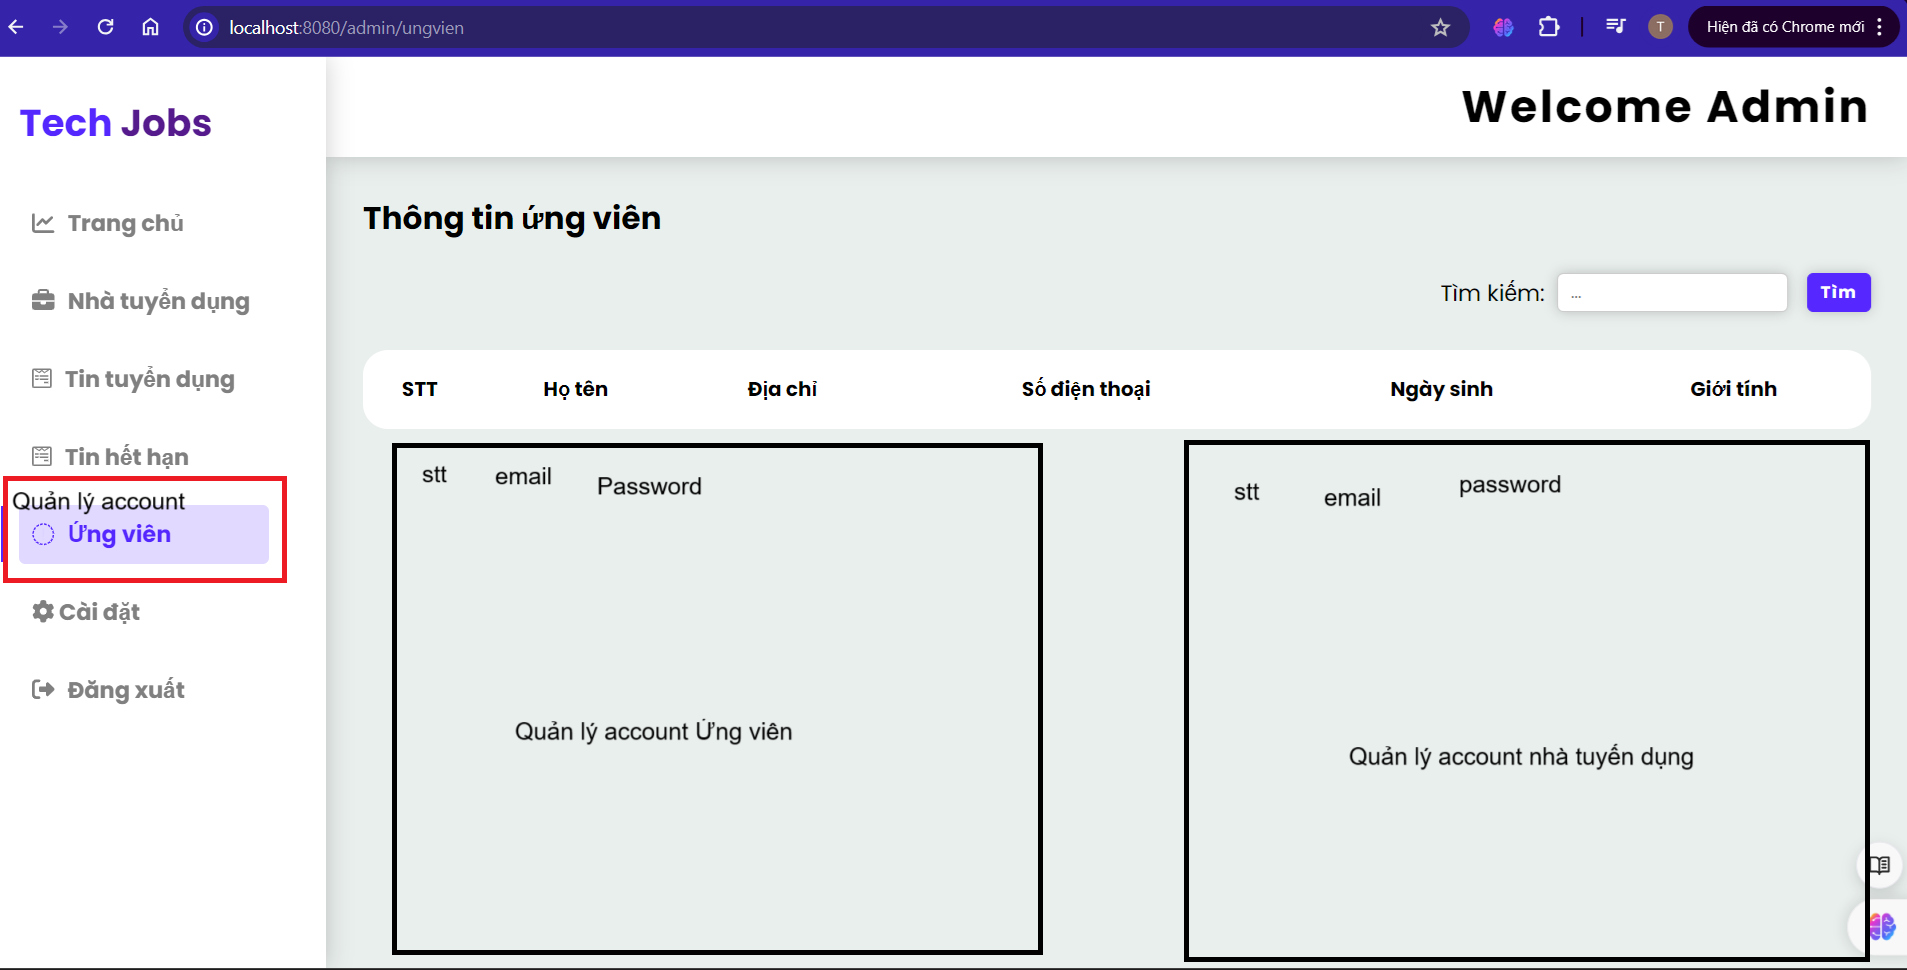 localhost:8080/admin/ungvien
T
Hiện đã có Chrome mới
Tech Jobs
Welcome Admin
Trang chủ
Nhà tuyển dụng
Tin tuyển dụng
Tin hết hạn
Quản lý account
Ứng viên
Cài đặt
Đăng xuất
Thông tin ứng viên
Tìm kiếm: ... Tìm
STT Họ tên Địa chỉ Số điện thoại Ngày sinh Giới tính
stt email Password
Quản lý account Ứng viên
stt email password
Quản lý account nhà tuyến dụng